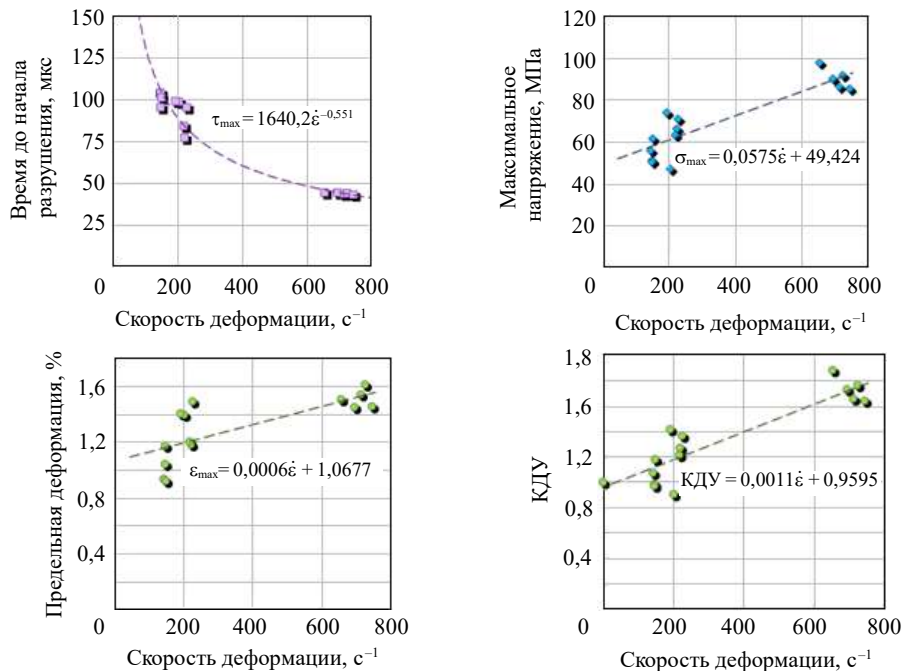 Время до начала
разрушения, мкс
150
125
100
75
50
25
0
200
400
600
800
τmax = 1640,2ε̇–0,551
Скорость деформации, с–1
Максимальное
напряжение, МПа
120
100
80
60
40
20
0
200
400
600
800
σmax = 0,0575ε̇ + 49,424
Скорость деформации, с–1
Предельная деформация, %
1,6
1,2
0,8
0,4
0
200
400
600
800
εmax= 0,0006ε̇ + 1,0677
Скорость деформации, с–1
КДУ
1,8
1,6
1,2
0,8
0,4
0
200
400
600
800
КДУ = 0,0011ε̇ + 0,9595
Скорость деформации, с–1